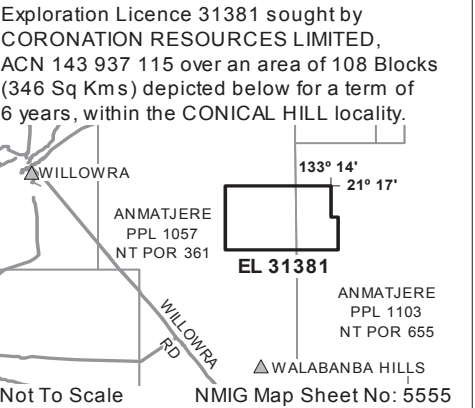 Exploration Licence 31381 sought by
CORONATION RESOURCES LIMITED,
ACN 143 937 115 over an area of 108 Blocks
(346 Sq Kms) depicted below for a term of
6 years, within the CONICAL HILL locality.
133° 14'
21° 17'
WILLOWRA
ANMATJERE
PPL 1057
NT POR 361
EL 31381
ANMATJERE
PPL 1103
NT POR 655
WILLOWRA
RD
WALABANBA HILLS
Not To Scale
NMIG Map Sheet No: 5555